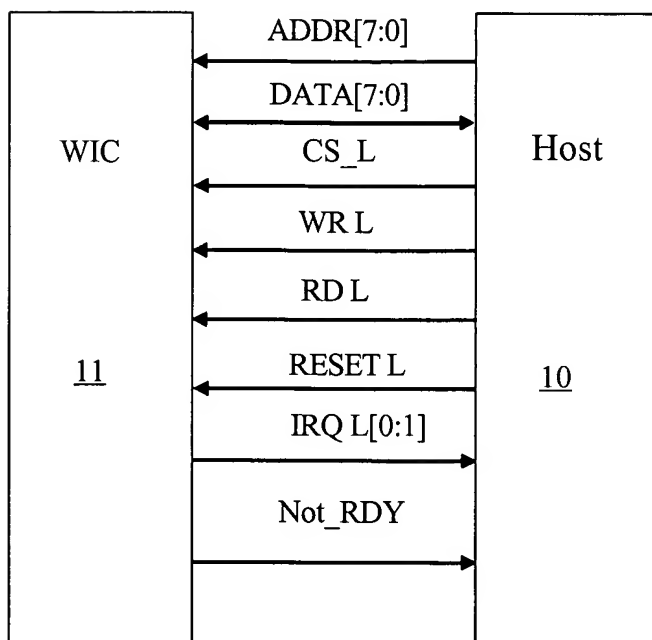 ADDR[7:0]
DATA[7:0]
WIC
CS_L
Host
WR L
RD L
11
RESET L
10
IRQ L[0:1]
Not_RDY